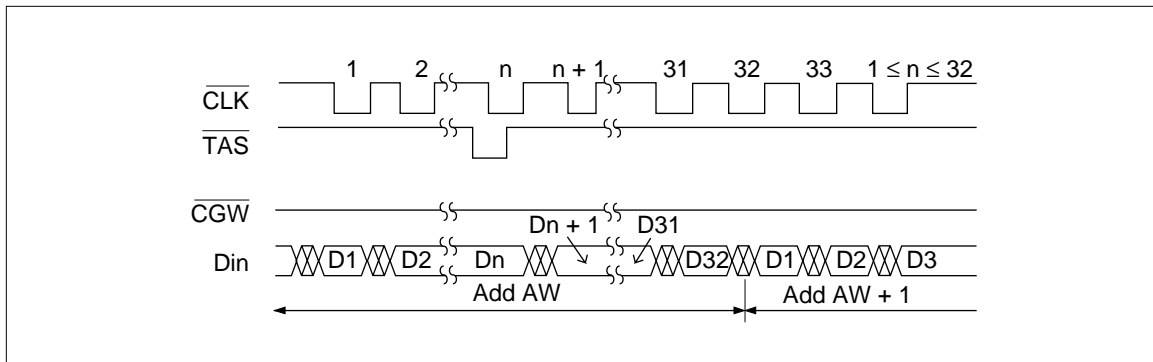 1 2 n n + 1 31 32 33 1 ≤ n ≤ 32
CLK
TAS
CGW
Dn + 1 D31
Din D1 D2 Dn D32 D1 D2 D3
Add AW Add AW + 1